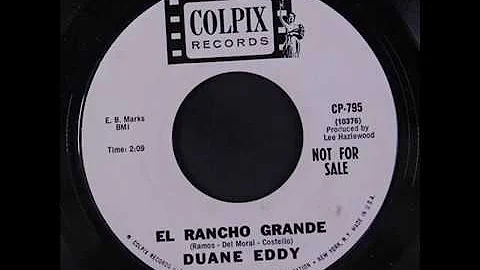 COLPIX
RECORDS
E. B. Marks
BMI
Time: 2:09
CP-795
(10376)
Produced by
Lee Hazlewood
NOT FOR
SALE
EL RANCHO GRANDE
(Ramos - Del Moral - Costello)
DUANE EDDY